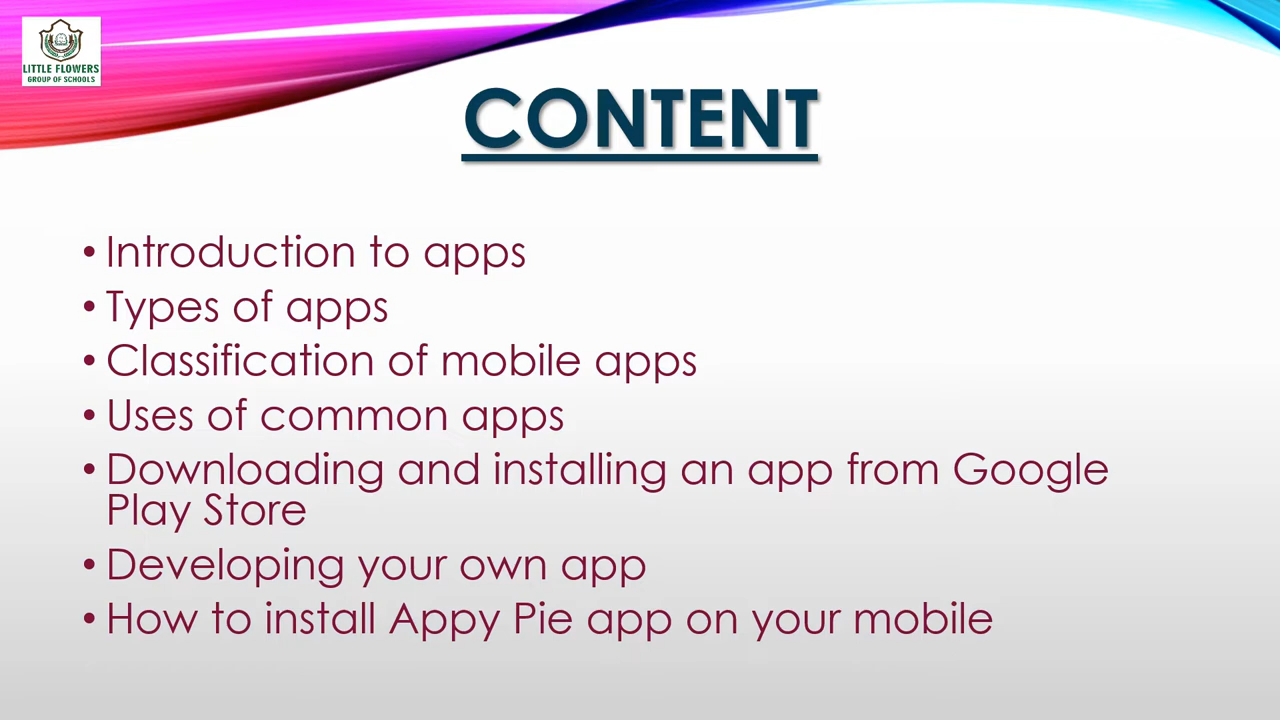 LITTLE FLOWERS
GROUP OF SCHOOLS
CONTENT
• Introduction to apps
• Types of apps
• Classification of mobile apps
• Uses of common apps
• Downloading and installing an app from Google
Play Store
• Developing your own app
• How to install Appy Pie app on your mobile